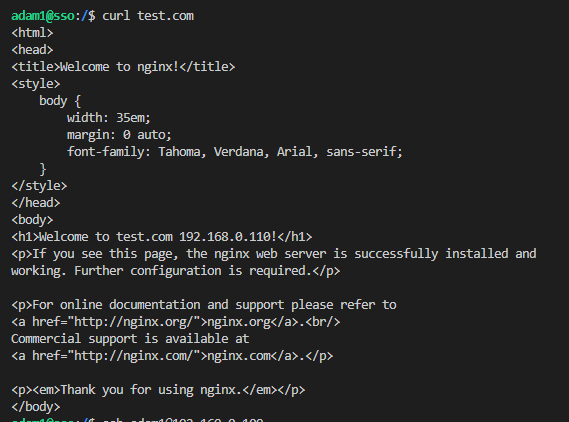 adam1@sso:/$ curl test.com
<html>
<head>
<title>Welcome to nginx!</title>
<style>
    body {
        width: 35em;
        margin: 0 auto;
        font-family: Tahoma, Verdana, Arial, sans-serif;
    }
</style>
</head>
<body>
<h1>Welcome to test.com 192.168.0.110!</h1>
<p>If you see this page, the nginx web server is successfully installed and
working. Further configuration is required.</p>

<p>For online documentation and support please refer to
<a href="http://nginx.org/">nginx.org</a>.<br/>
Commercial support is available at
<a href="http://nginx.com/">nginx.com</a>.</p>

<p><em>Thank you for using nginx.</em></p>
</body>
adam1@sso:/$